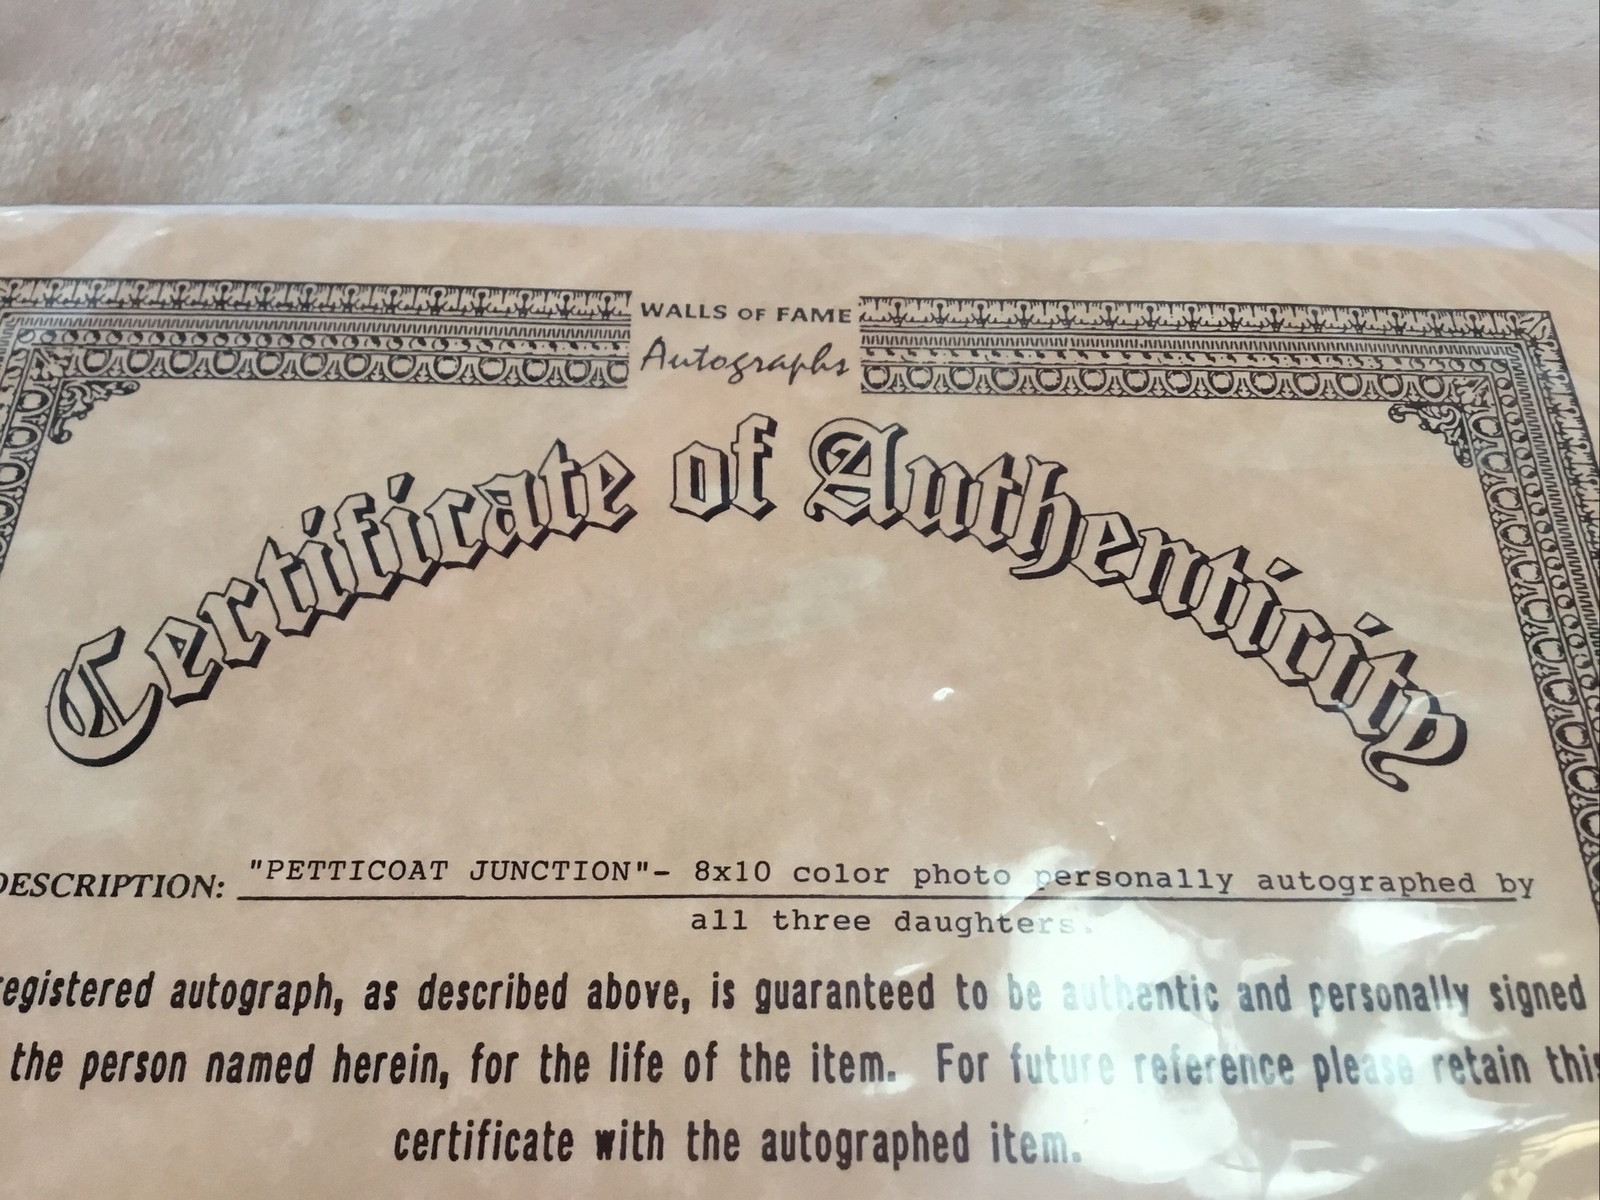 WALLS OF FAME
Autographs
Certificate of Authenticity
DESCRIPTION: "PETTICOAT JUNCTION"- 8x10 color photo personally autographed by
all three daughters.
registered autograph, as described above, is guaranteed to be authentic and personally signed
the person named herein, for the life of the item. For future reference please retain this
certificate with the autographed item.